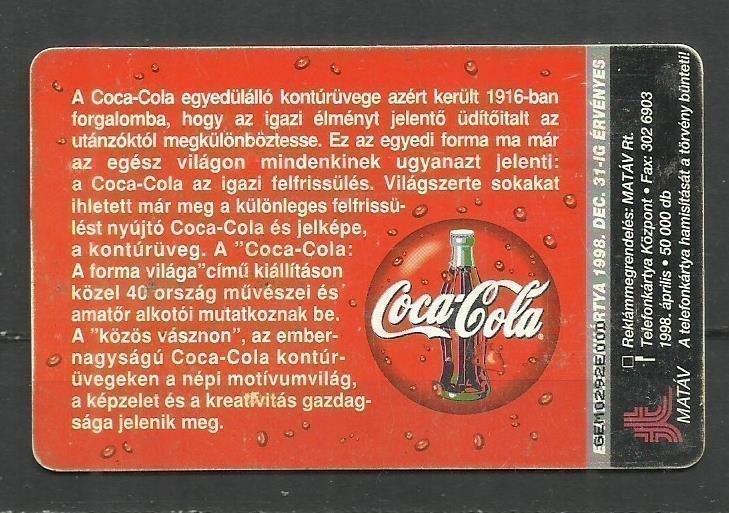 A Coca-Cola egyedülálló kontúrüvege azért került 1916-ban
forgalomba, hogy az igazi élményt jelentő üdítőitalt az
utánzóktól megkülönböztesse. Ez az egyedi forma ma már
az egész világon mindenkinek ugyanazt jelenti:
a Coca-Cola az igazi felfrissülés. Világszerte sokakat
ihletett már meg a különleges felfrissü-
lést nyújtó Coca-Cola és jelképe,
a kontúrüveg. A "Coca-Cola:
A forma világa" című kiállításon
közel 40 ország művészei és
amatőr alkotói mutatkoznak be.
A "közös vásznon", az ember-
nagyságú Coca-Cola kontúr-
üvegeken a népi motívumvilág,
a képzelet és a kreativitás gazdag-
sága jelenik meg.
Coca-Cola
KÁRTYA 1998. DEC. 31-IG ÉRVÉNYES
Reklámmegrendelés: MATÁV Rt.
Telefonkártya Központ • Fax: 302 6903
1998. április • 50 000 db
A telefonkártya hamisítását a törvény bünteti!
MATÁV